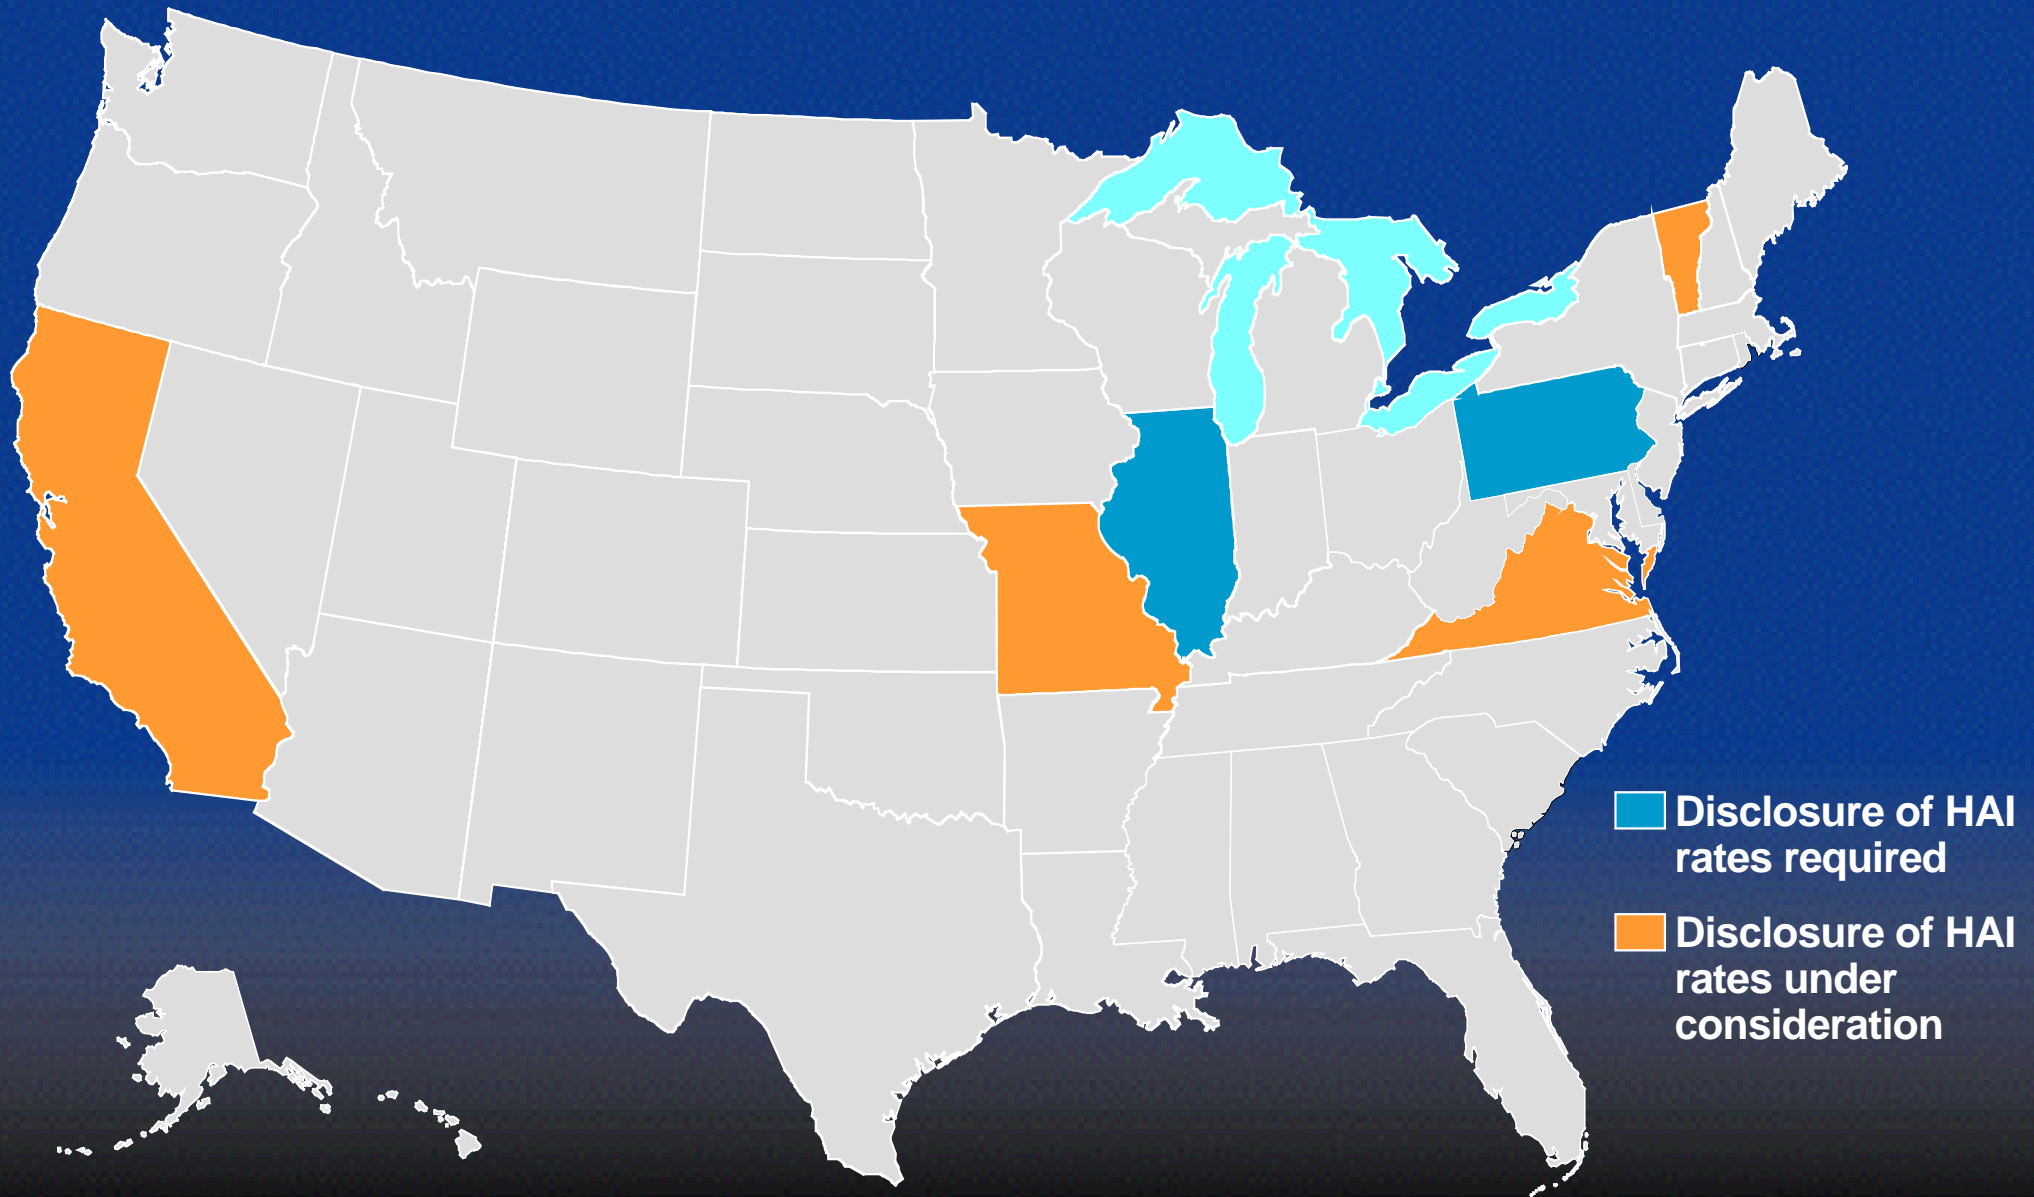 Disclosure of HAI
rates required
Disclosure of HAI
rates under
consideration